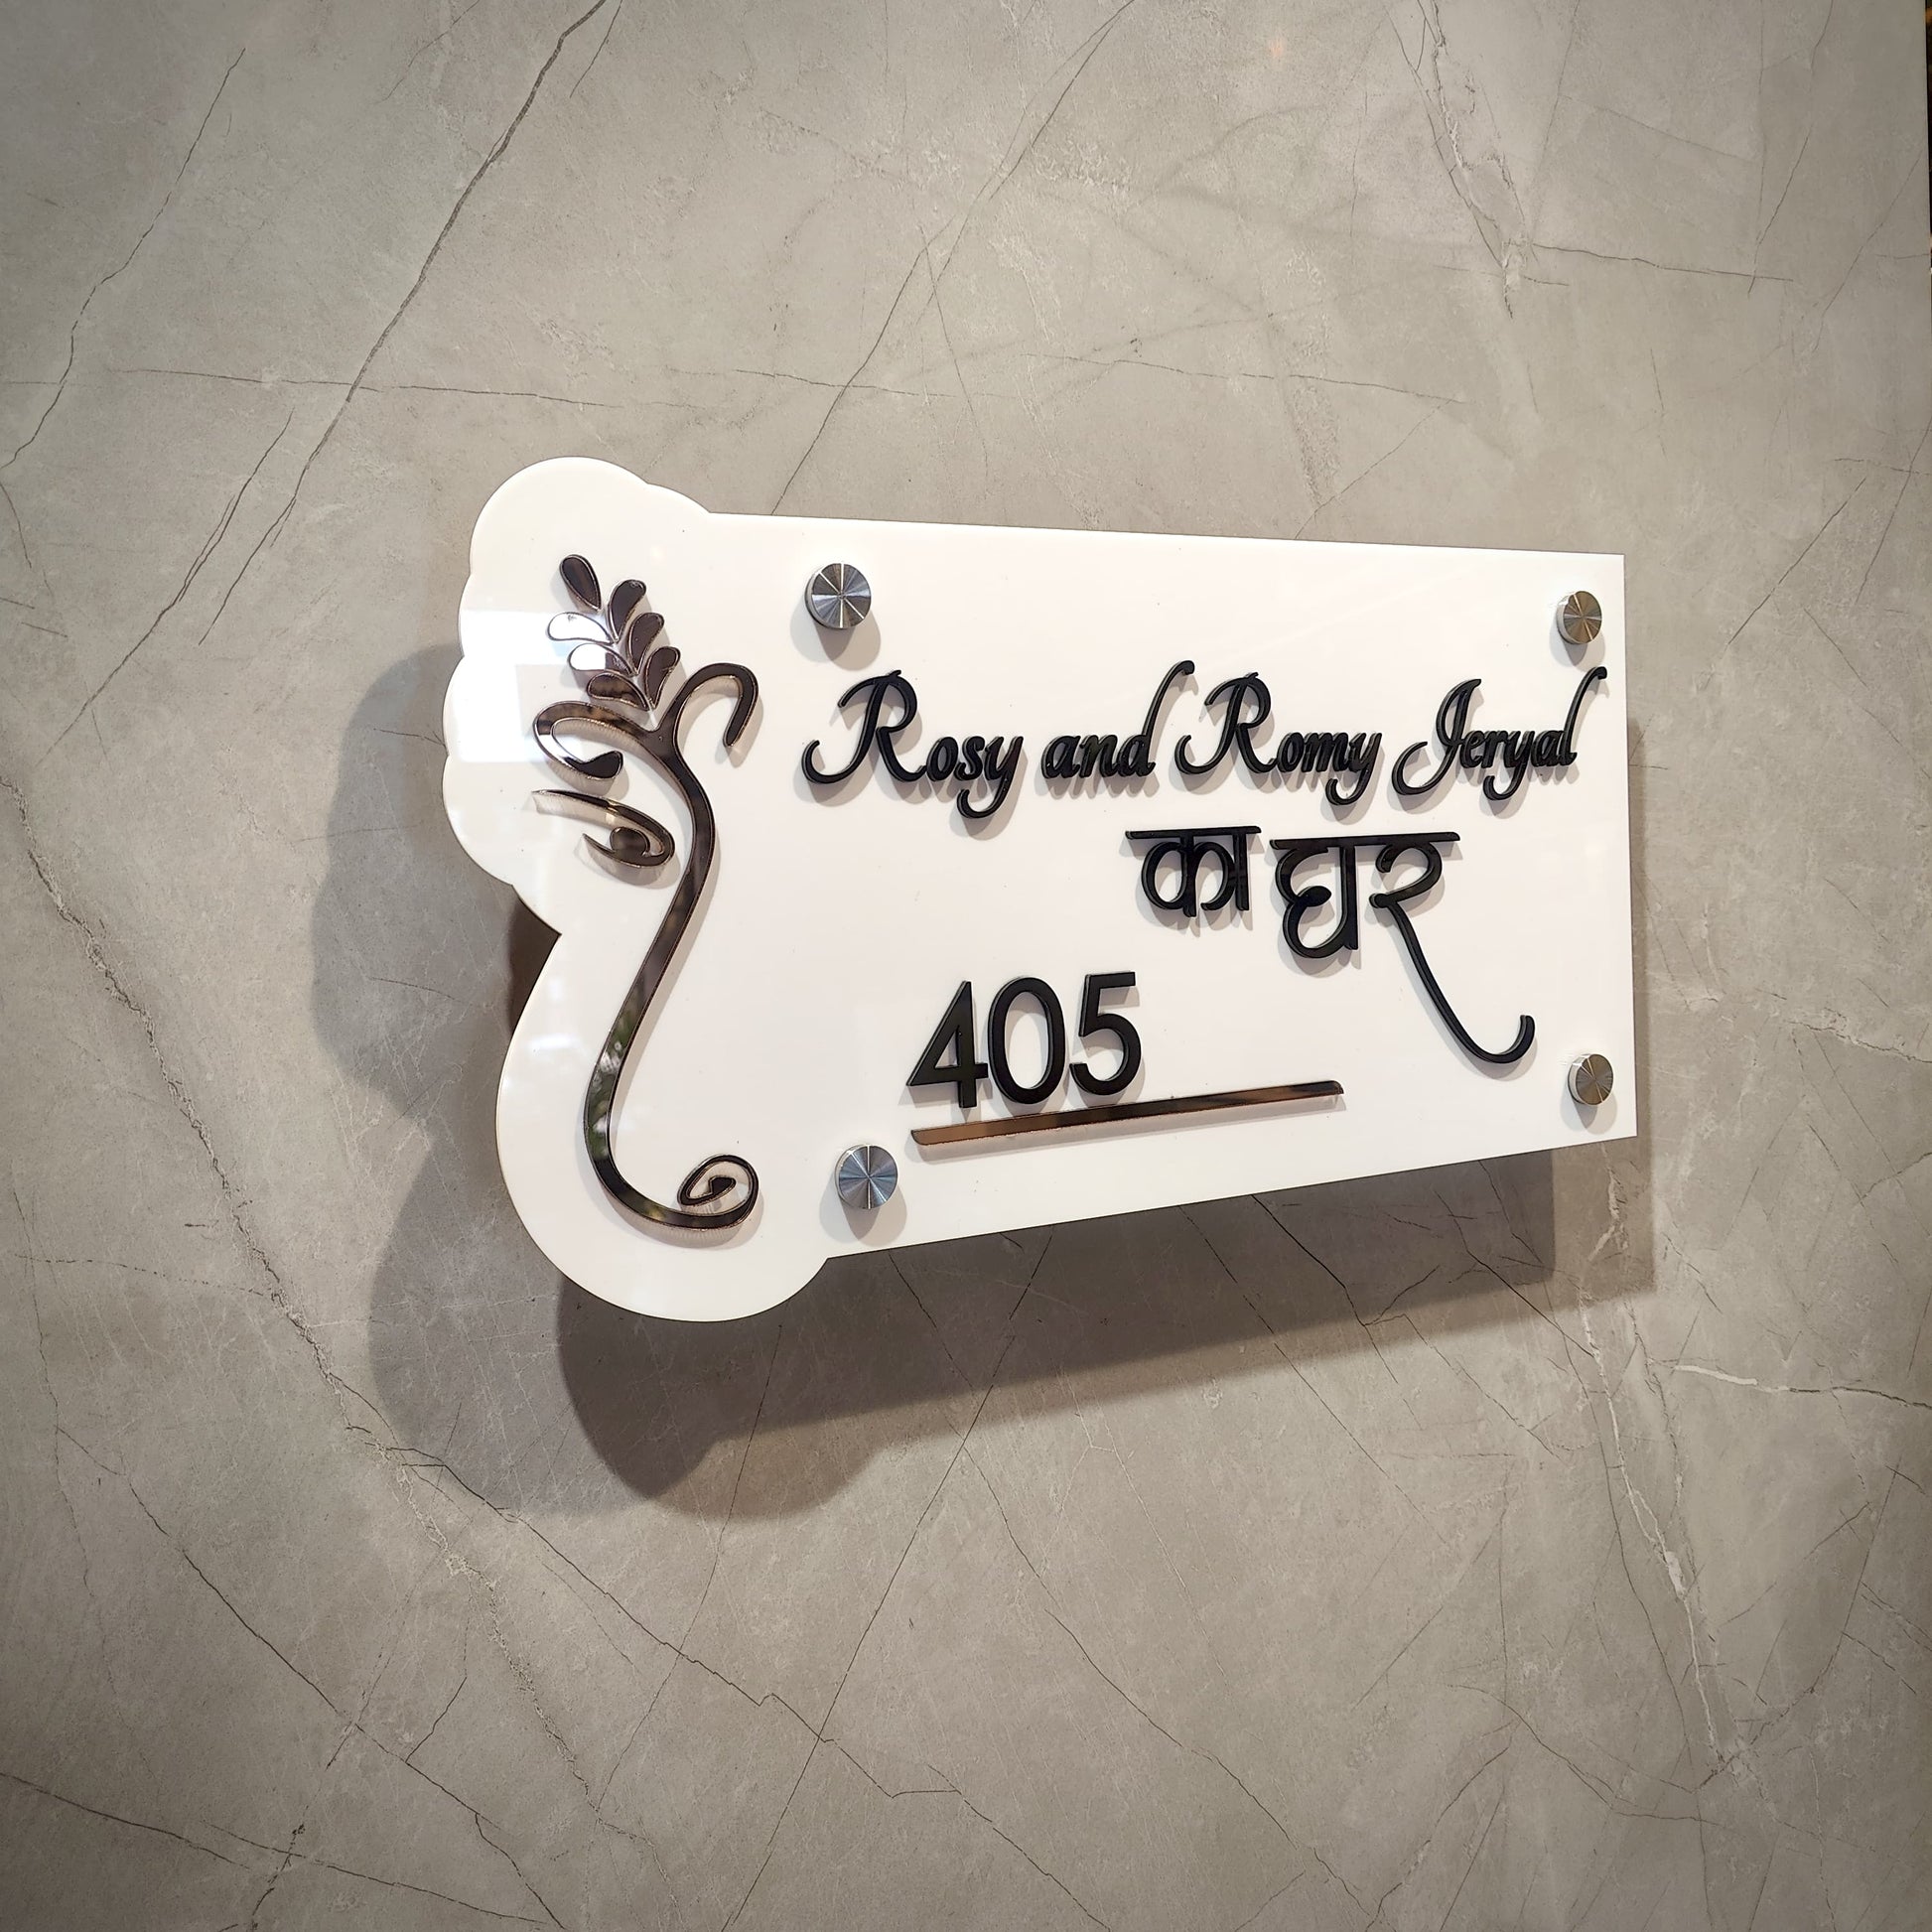 Rosy and Romy Jeryal
का घर
405